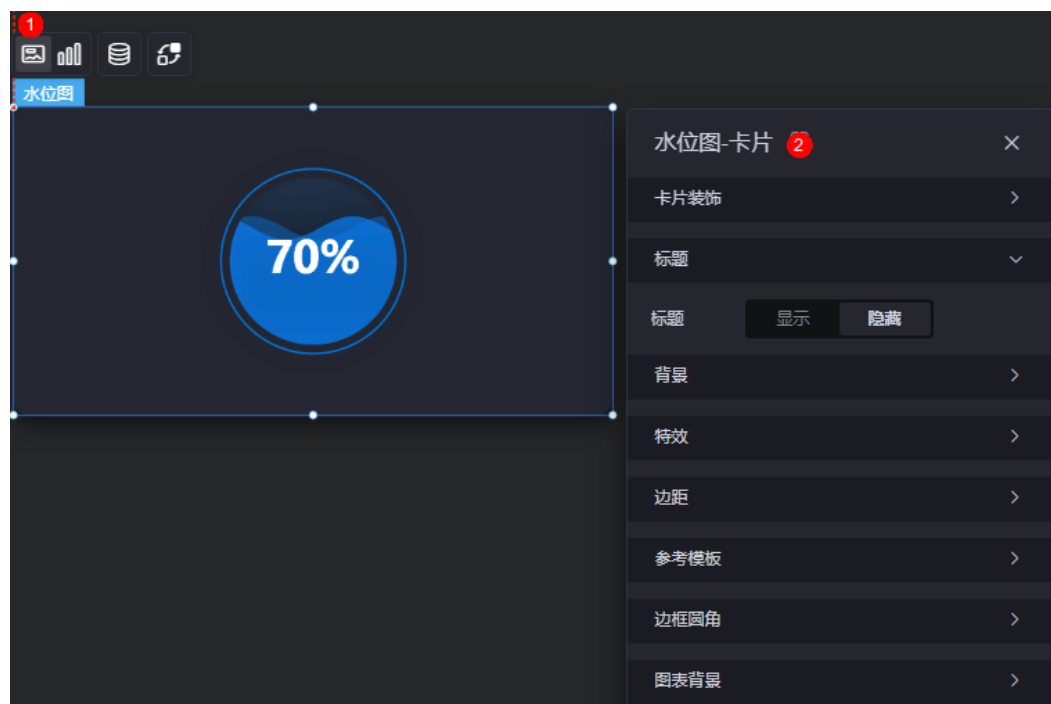 1
水位图
70%
水位图-卡片 2
卡片装饰
标题
标题 显示 隐藏
背景
特效
边距
参考模板
边框圆角
图表背景